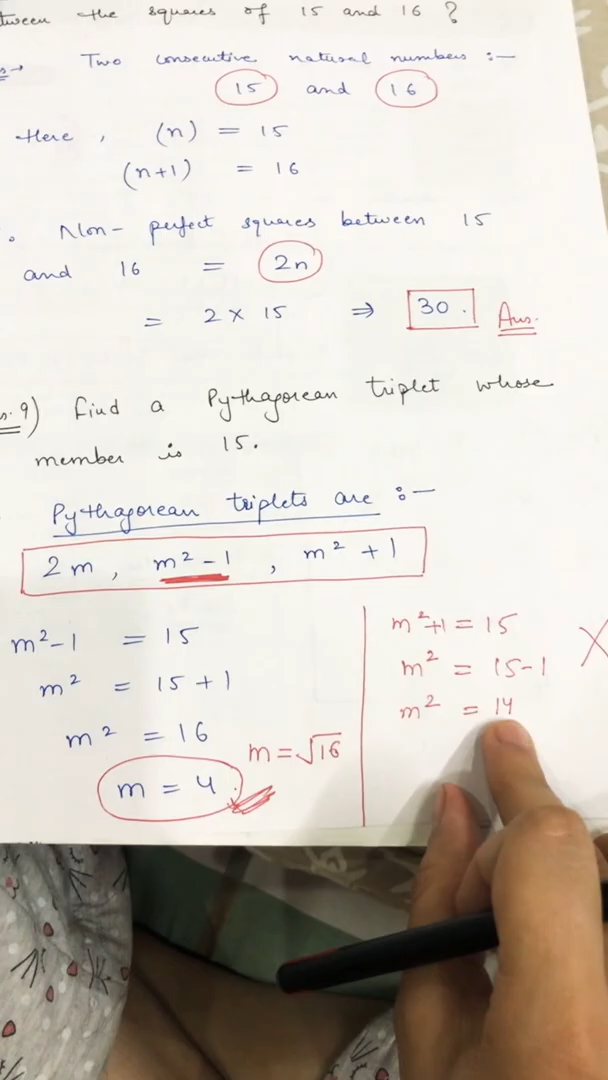 the squares of 15 and 16 ?
Two consecutive natural numbers :-
15 and 16
Here , (n) = 15
(n+1) = 16
Non- perfect squares between 15
and 16 = 2n
= 2 × 15 ⇒ 30. Ans.
9) Find a Pythagorean triplet whose
member is 15.
Pythagorean triplets are :-
2m , m² - 1 , m² + 1
m² - 1 = 15
m² = 15 + 1
m² = 16
m = √16
m = 4
m² + 1 = 15
m² = 15 - 1
m² = 14